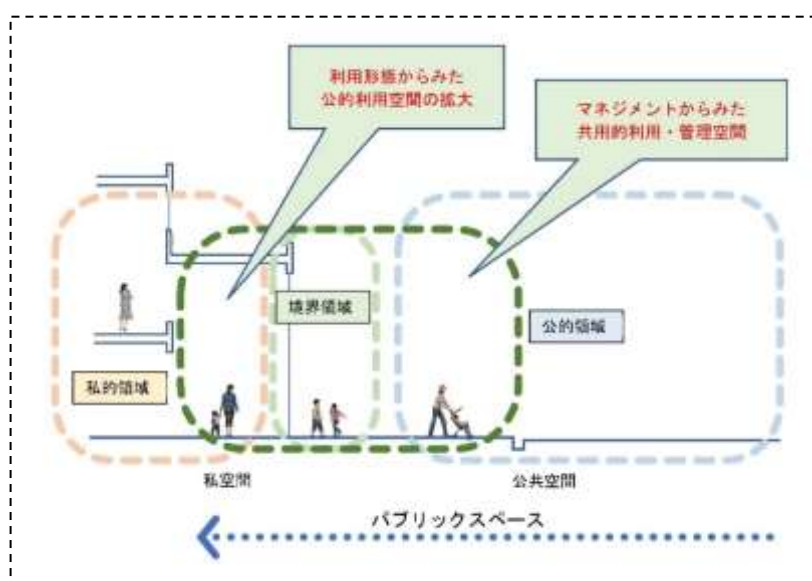 利用形態からみた
公的利用空間の拡大
マネジメントからみた
共用的利用・管理空間
境界領域
公的領域
私的領域
私空間
公共空間
パブリックスペース